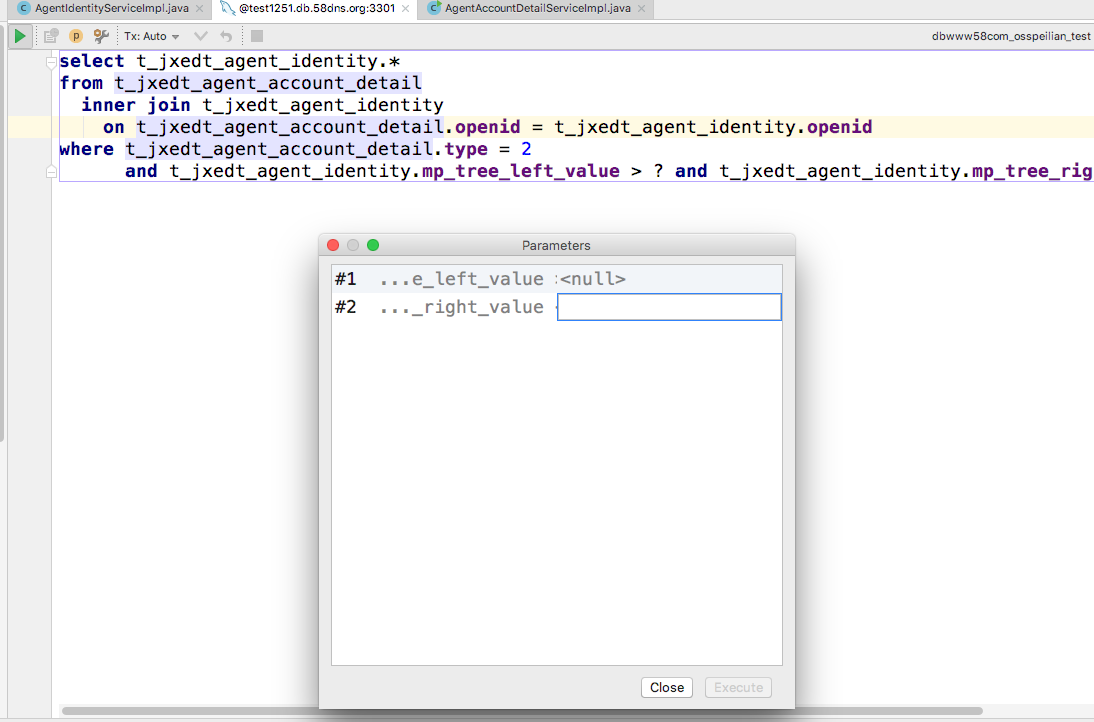 AgentIdentityServiceImpl.java
@test1251.db.58dns.org:3301
AgentAccountDetailServiceImpl.java
p Tx: Auto
dbwww58com_osspeilian_test
select t_jxedt_agent_identity.*
from t_jxedt_agent_account_detail
inner join t_jxedt_agent_identity
on t_jxedt_agent_account_detail.openid = t_jxedt_agent_identity.openid
where t_jxedt_agent_account_detail.type = 2
and t_jxedt_agent_identity.mp_tree_left_value > ? and t_jxedt_agent_identity.mp_tree_rig
Parameters
#1 ...e_left_value <null>
#2 ..._right_value
Close Execute